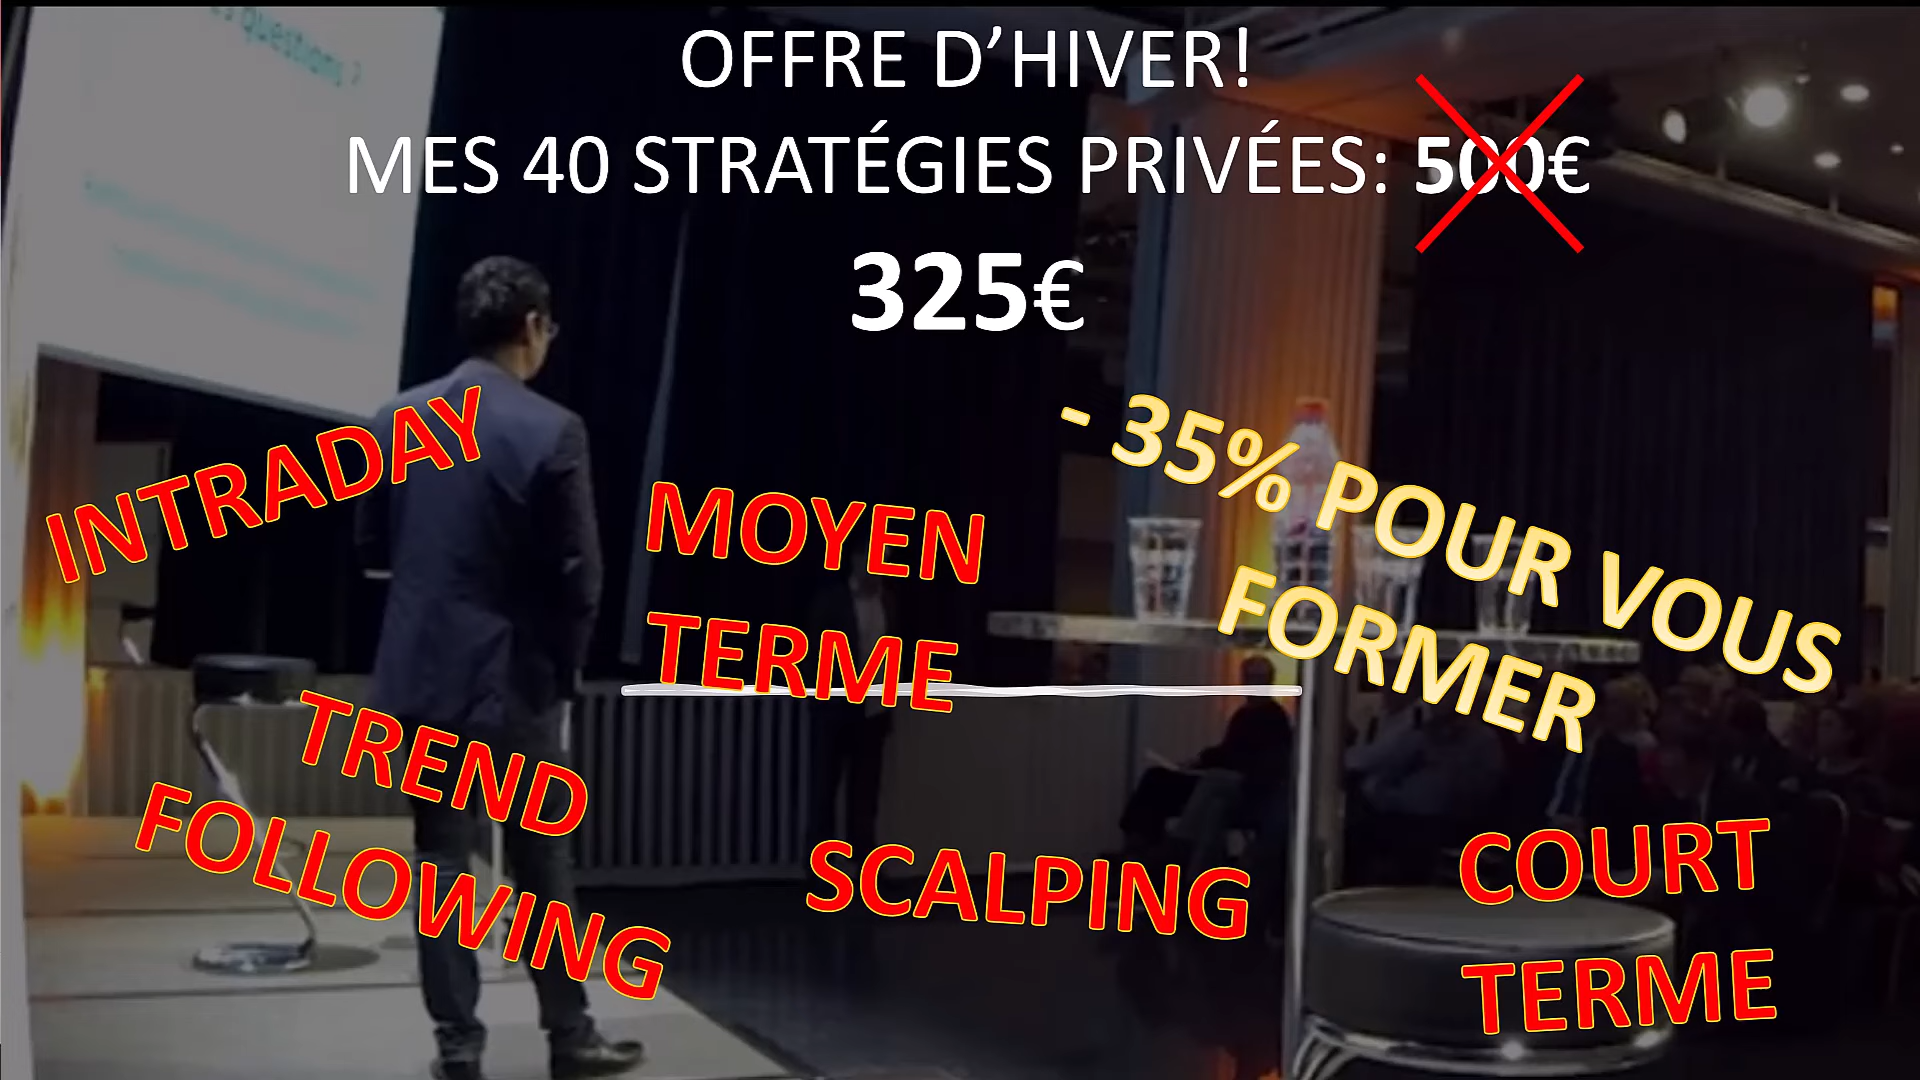 questions ?
OFFRE D’HIVER!
MES 40 STRATÉGIES PRIVÉES: 500€
325€
INTRADAY
MOYEN
TERME
- 35% POUR VOUS
FORMER
TREND
FOLLOWING
SCALPING
COURT
TERME